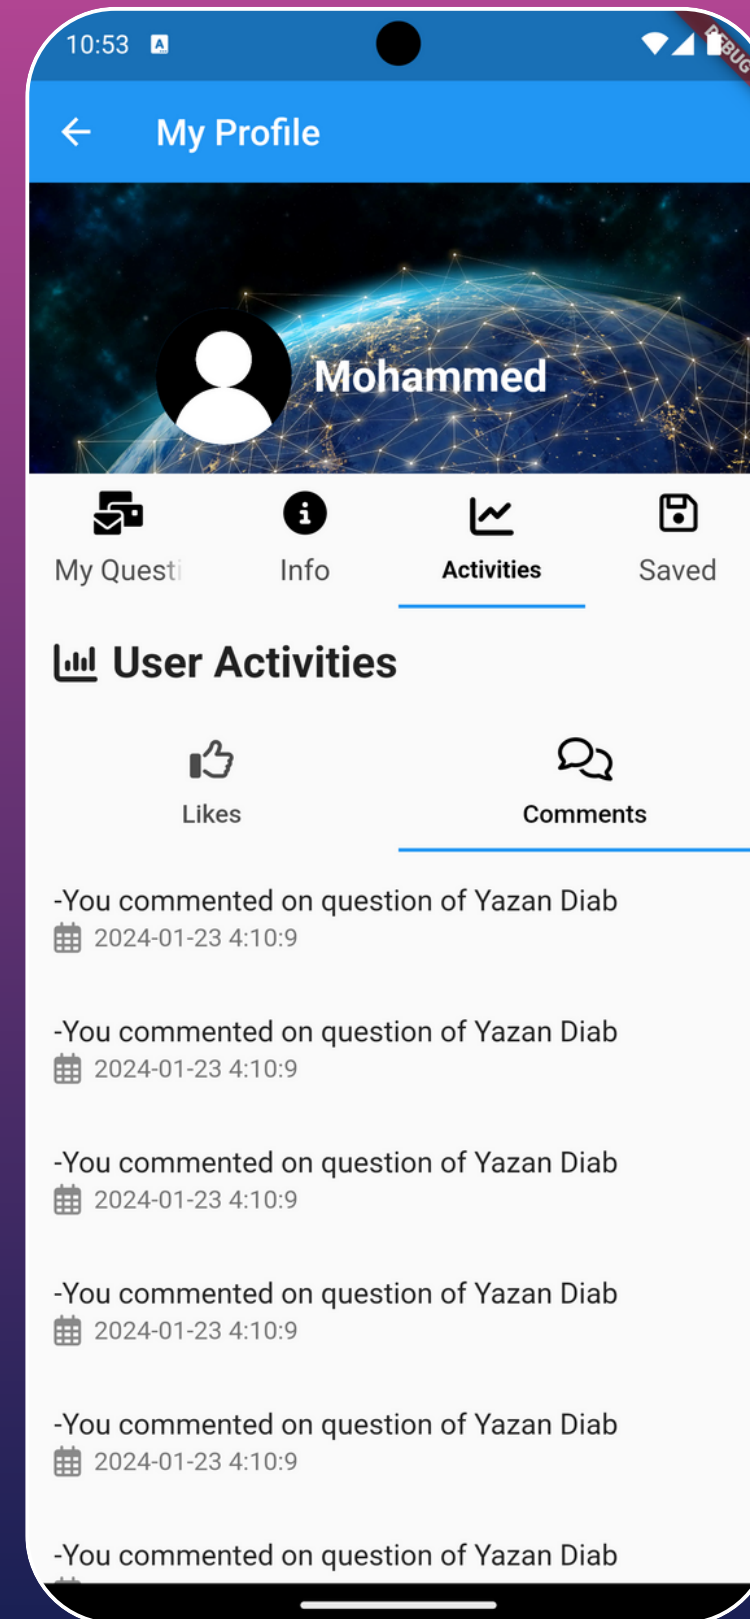 10:53
DEBUG
My Profile
Mohammed
My Questi
Info
Activities
Saved
User Activities
Likes
Comments
-You commented on question of Yazan Diab
2024-01-23 4:10:9
-You commented on question of Yazan Diab
2024-01-23 4:10:9
-You commented on question of Yazan Diab
2024-01-23 4:10:9
-You commented on question of Yazan Diab
2024-01-23 4:10:9
-You commented on question of Yazan Diab
2024-01-23 4:10:9
-You commented on question of Yazan Diab